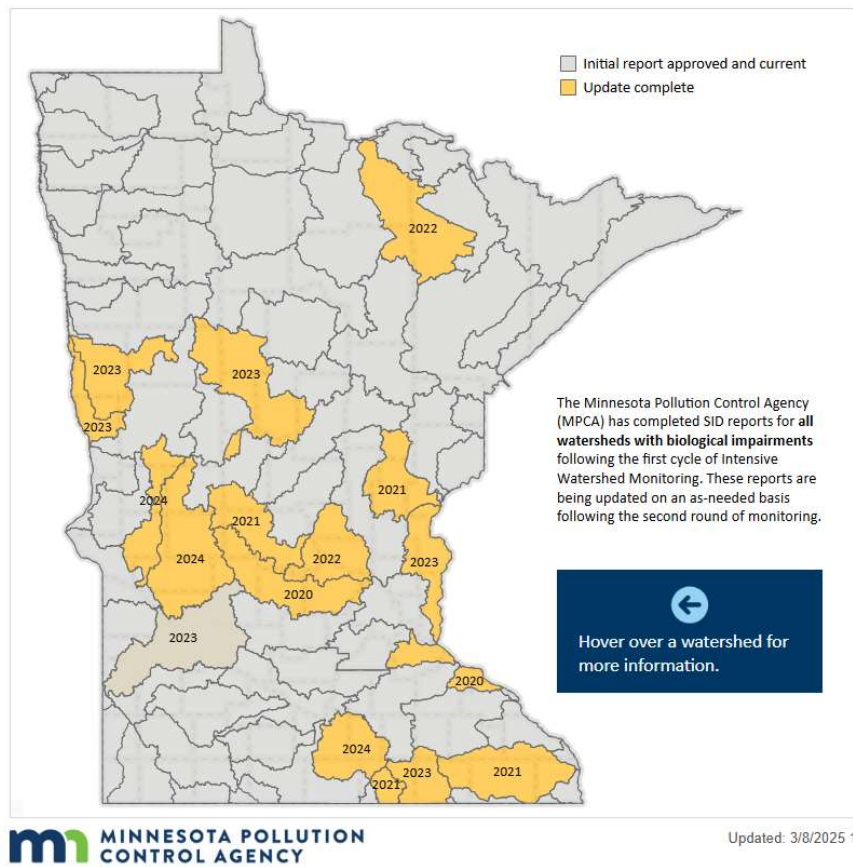 Initial report approved and current
Update complete
2022
2023
2023
2023
2024
2021
2021
2024
2022
2023
2020
2023
The Minnesota Pollution Control Agency
(MPCA) has completed SID reports for all
watersheds with biological impairments
following the first cycle of Intensive
Watershed Monitoring. These reports are
being updated on an as-needed basis
following the second round of monitoring.
Hover over a watershed for
more information.
2020
2024
2021
2023
2021
MINNESOTA POLLUTION
CONTROL AGENCY
Updated: 3/8/2025 1